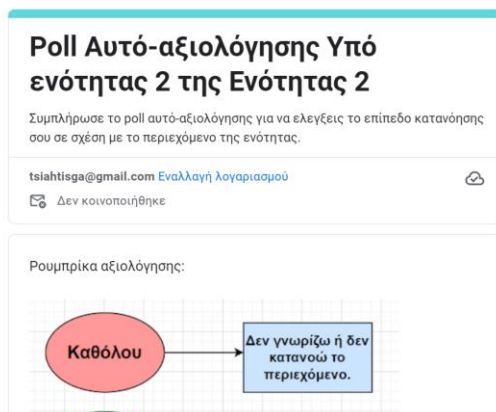 Poll Αυτό-αξιολόγησης Υπό
ενότητας 2 της Ενότητας 2
Συμπλήρωσε το poll αυτό-αξιολόγησης για να ελεγξεις το επίπεδο κατανόησης
σου σε σχέση με το περιεχόμενο της ενότητας.
tsiahtisga@gmail.com Εναλλαγή λογαριασμού
Δεν κοινοποιήθηκε
Ρουμπρίκα αξιολόγησης:
Καθόλου
Δεν γνωρίζω ή δεν
κατανοώ το
περιεχόμενο.